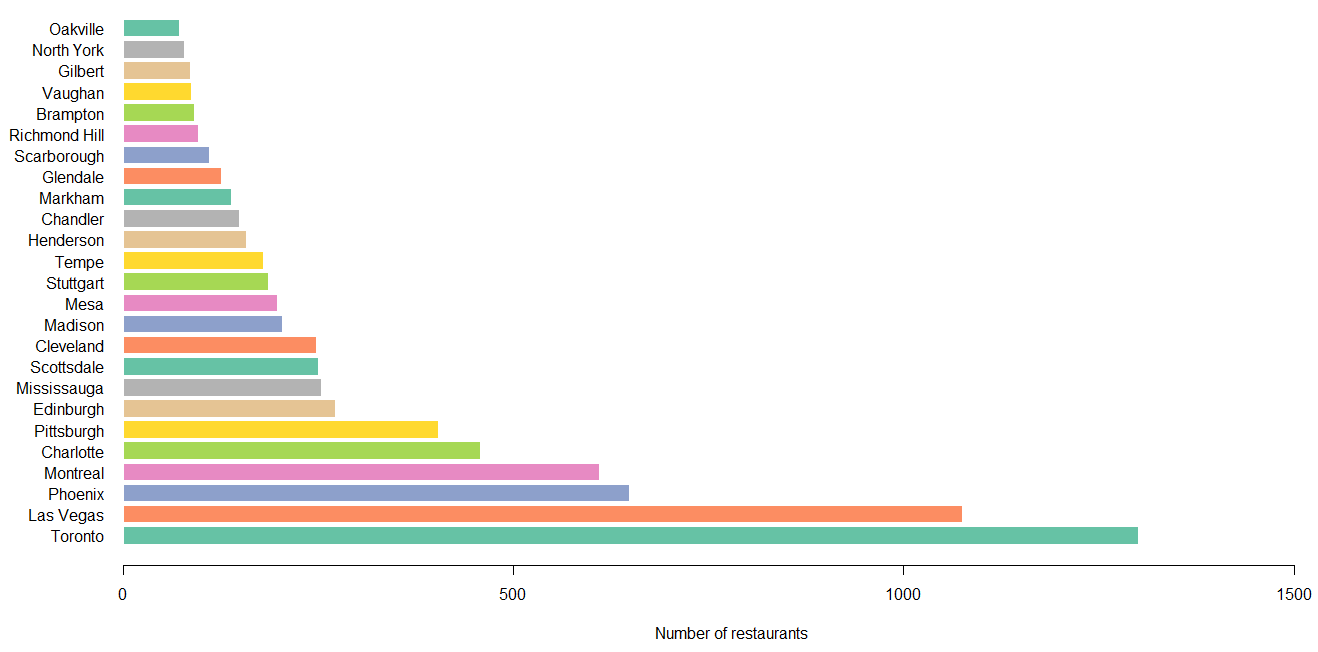 Oakville
North York
Gilbert
Vaughan
Brampton
Richmond Hill
Scarborough
Glendale
Markham
Chandler
Henderson
Tempe
Stuttgart
Mesa
Madison
Cleveland
Scottsdale
Mississauga
Edinburgh
Pittsburgh
Charlotte
Montreal
Phoenix
Las Vegas
Toronto
0 500 1000 1500
Number of restaurants